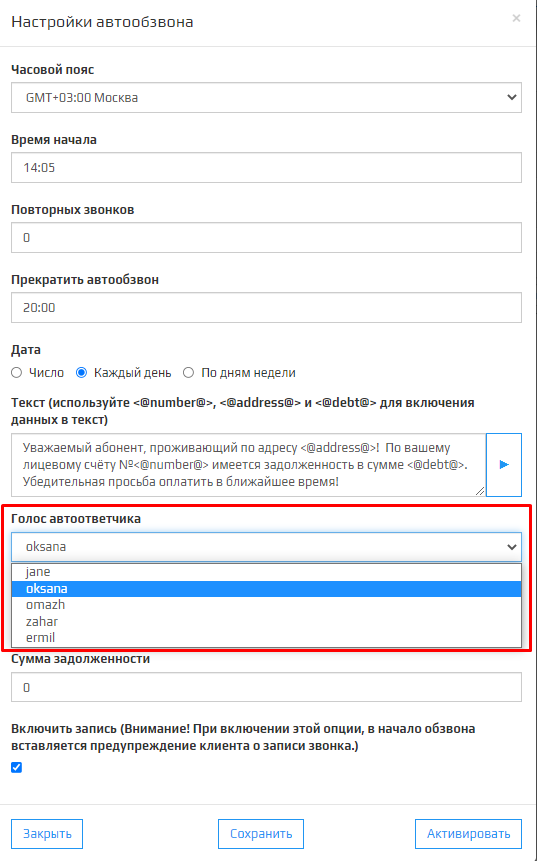 Настройки автообзвона
×
Часовой пояс
GMT+03:00 Москва
Время начала
14:05
Повторных звонков
0
Прекратить автообзвон
20:00
Дата
Число Каждый день По дням недели
Текст (используйте <@number@>, <@address@> и <@debt@> для включения
данных в текст)
Уважаемый абонент, проживающий по адресу <@address@>! По вашему
лицевому счёту №<@number@> имеется задолженность в сумме <@debt@>.
Убедительная просьба оплатить в ближайшее время!
Голос автоответчика
oksana
jane
oksana
omazh
zahar
ermil
Сумма задолженности
0
Включить запись (Внимание! При включении этой опции, в начало обзвона
вставляется предупреждение клиента о записи звонка.)
Закрыть Сохранить Активировать